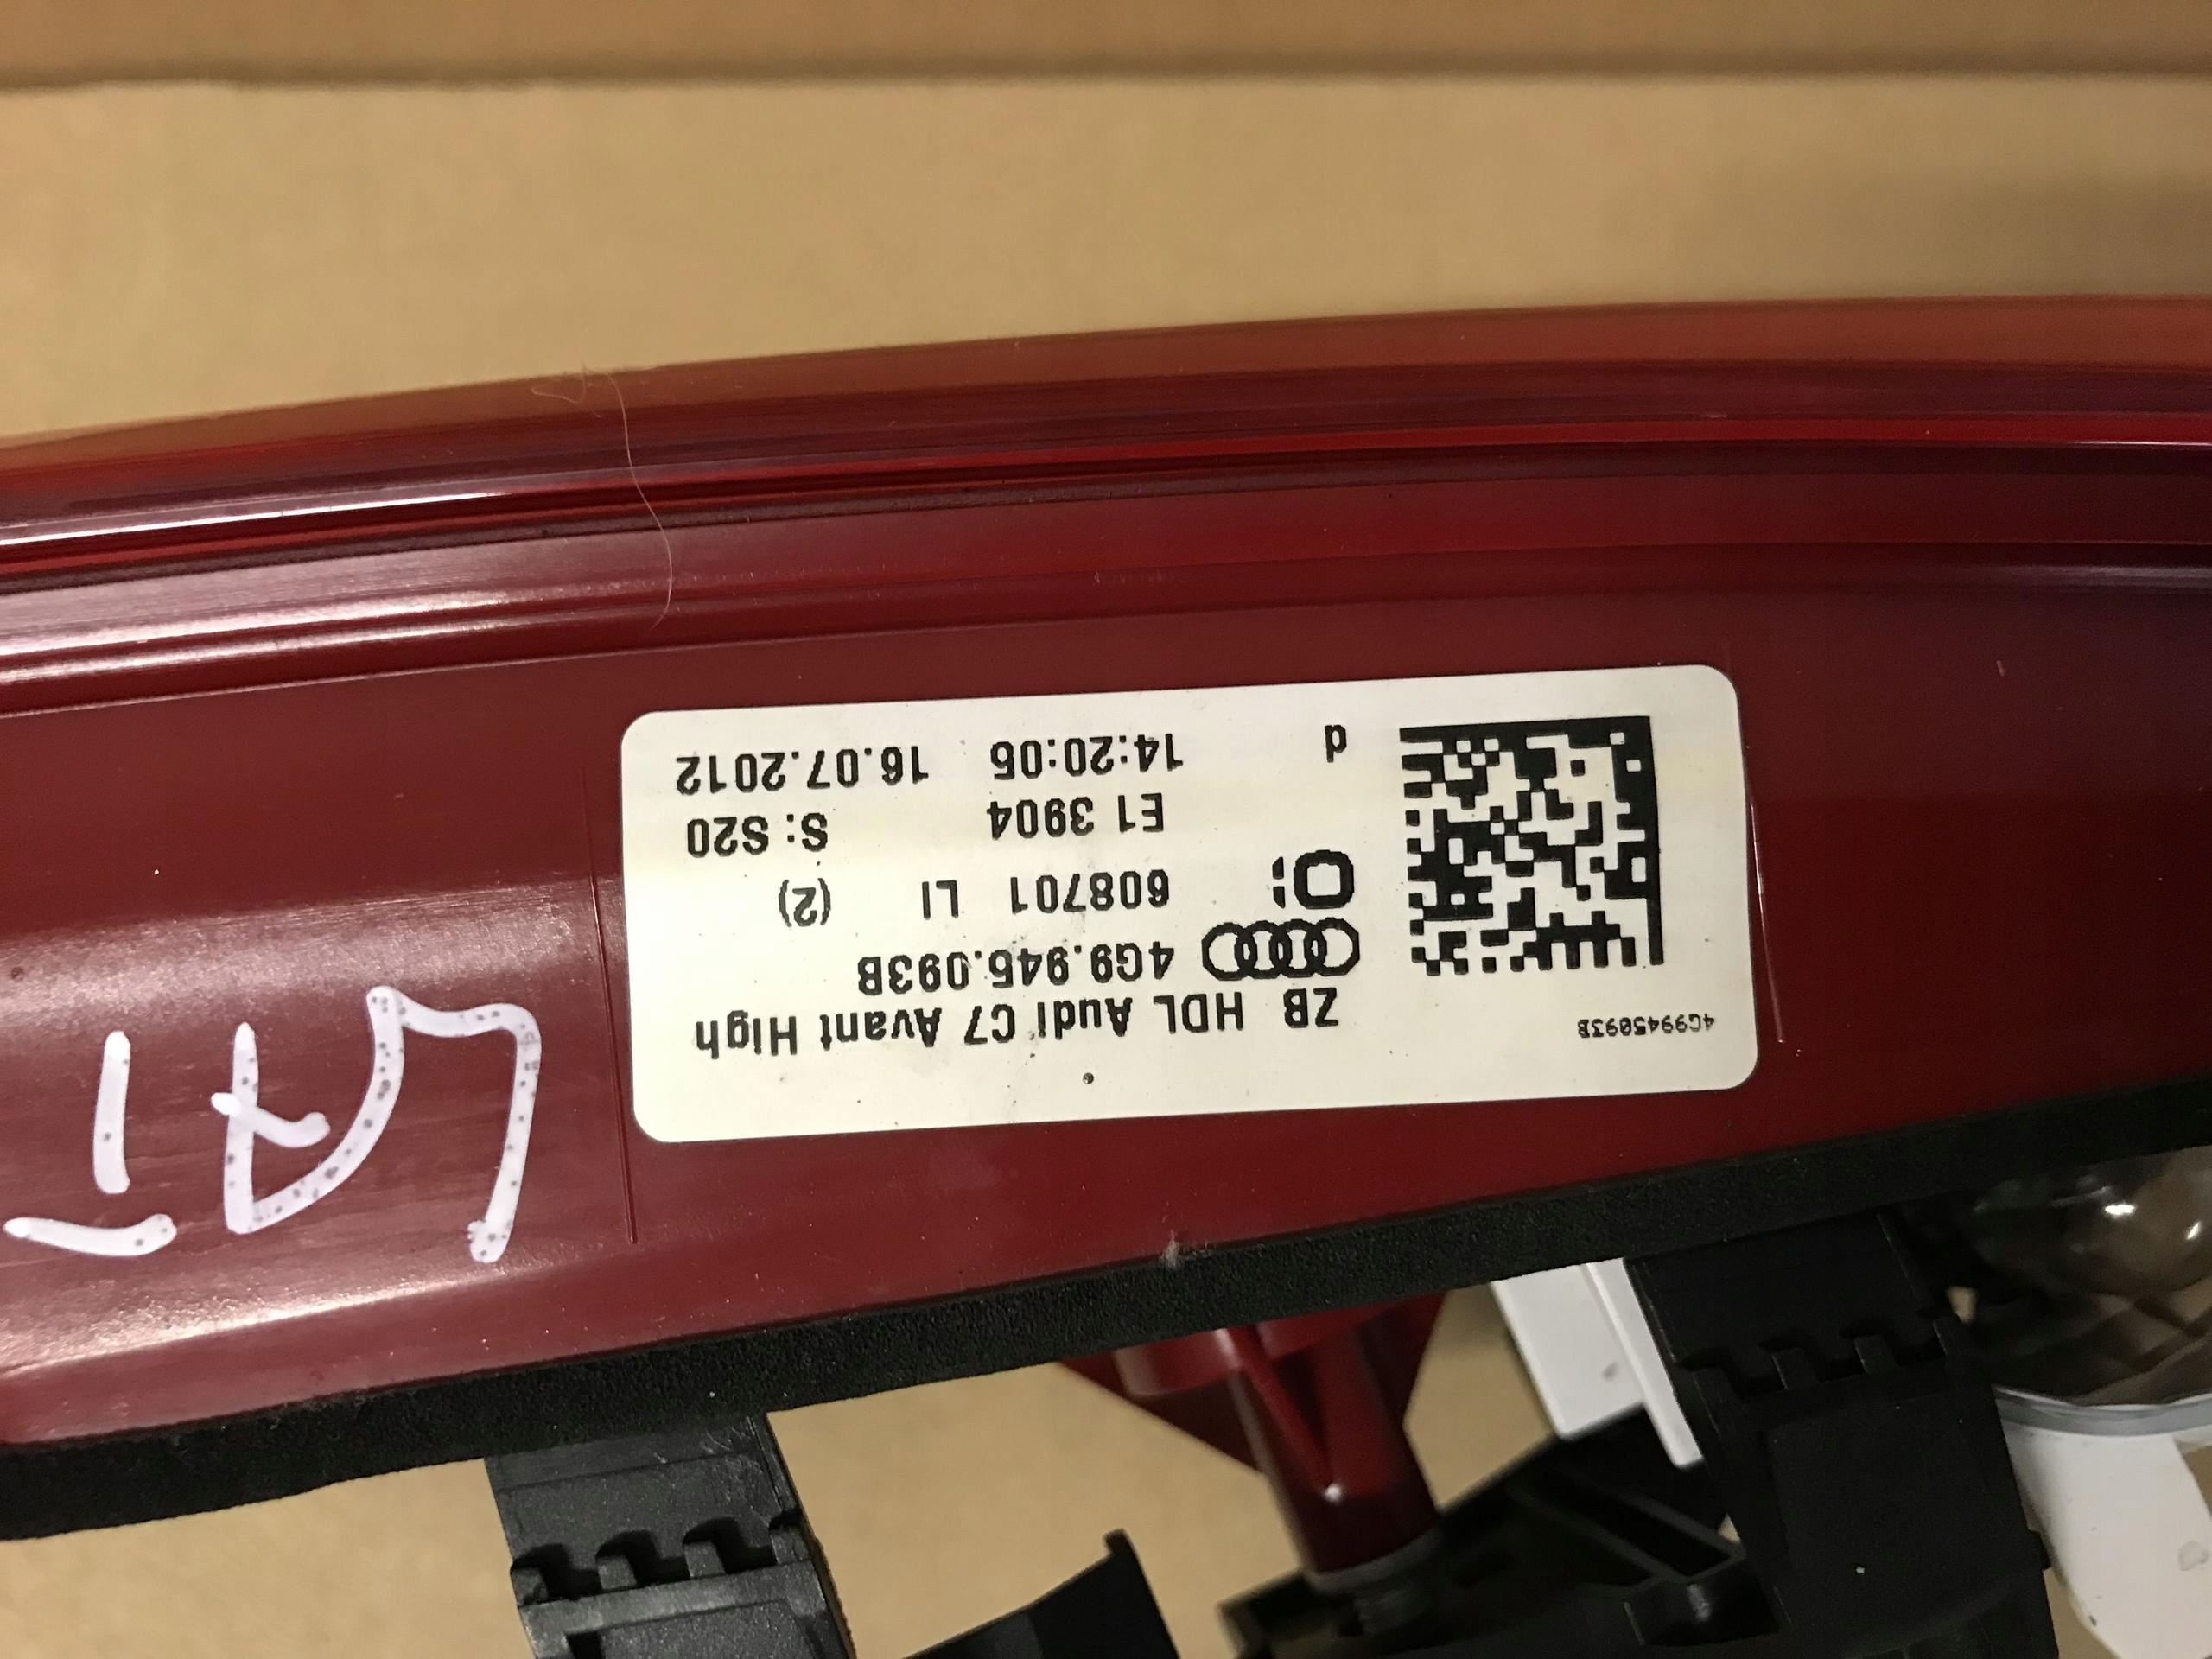 ZB HDL Audi C7 Avant High
4G9.945.093B
608701 LI (2)
E1 3904 S: S20
d 14:20:05 16.07.2012
4G9945093B